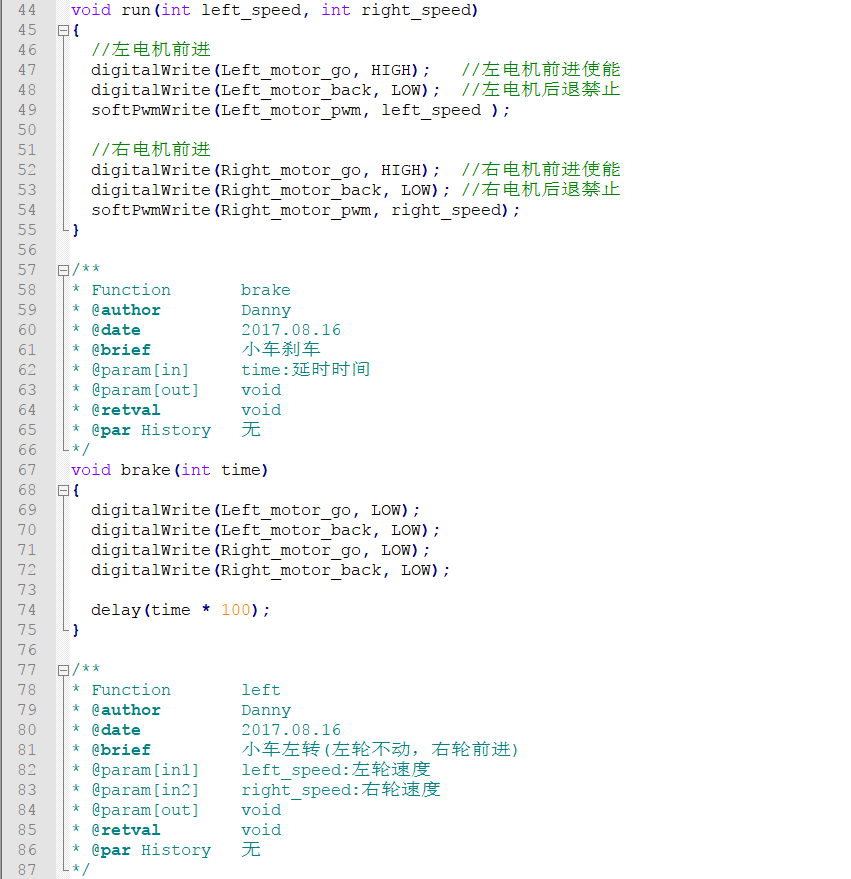 44 void run(int left_speed, int right_speed)
45 {
46 //左电机前进
47 digitalWrite(Left_motor_go, HIGH); //左电机前进使能
48 digitalWrite(Left_motor_back, LOW); //左电机后退禁止
49 softPwmWrite(Left_motor_pwm, left_speed );
50
51 //右电机前进
52 digitalWrite(Right_motor_go, HIGH); //右电机前进使能
53 digitalWrite(Right_motor_back, LOW); //右电机后退禁止
54 softPwmWrite(Right_motor_pwm, right_speed);
55 }
56
57 /**
58 * Function brake
59 * @author Danny
60 * @date 2017.08.16
61 * @brief 小车刹车
62 * @param[in] time:延时时间
63 * @param[out] void
64 * @retval void
65 * @par History 无
66 */
67 void brake(int time)
68 {
69 digitalWrite(Left_motor_go, LOW);
70 digitalWrite(Left_motor_back, LOW);
71 digitalWrite(Right_motor_go, LOW);
72 digitalWrite(Right_motor_back, LOW);
73
74 delay(time * 100);
75 }
76
77 /**
78 * Function left
79 * @author Danny
80 * @date 2017.08.16
81 * @brief 小车左转(左轮不动，右轮前进)
82 * @param[in1] left_speed:左轮速度
83 * @param[in2] right_speed:右轮速度
84 * @param[out] void
85 * @retval void
86 * @par History 无
87 */